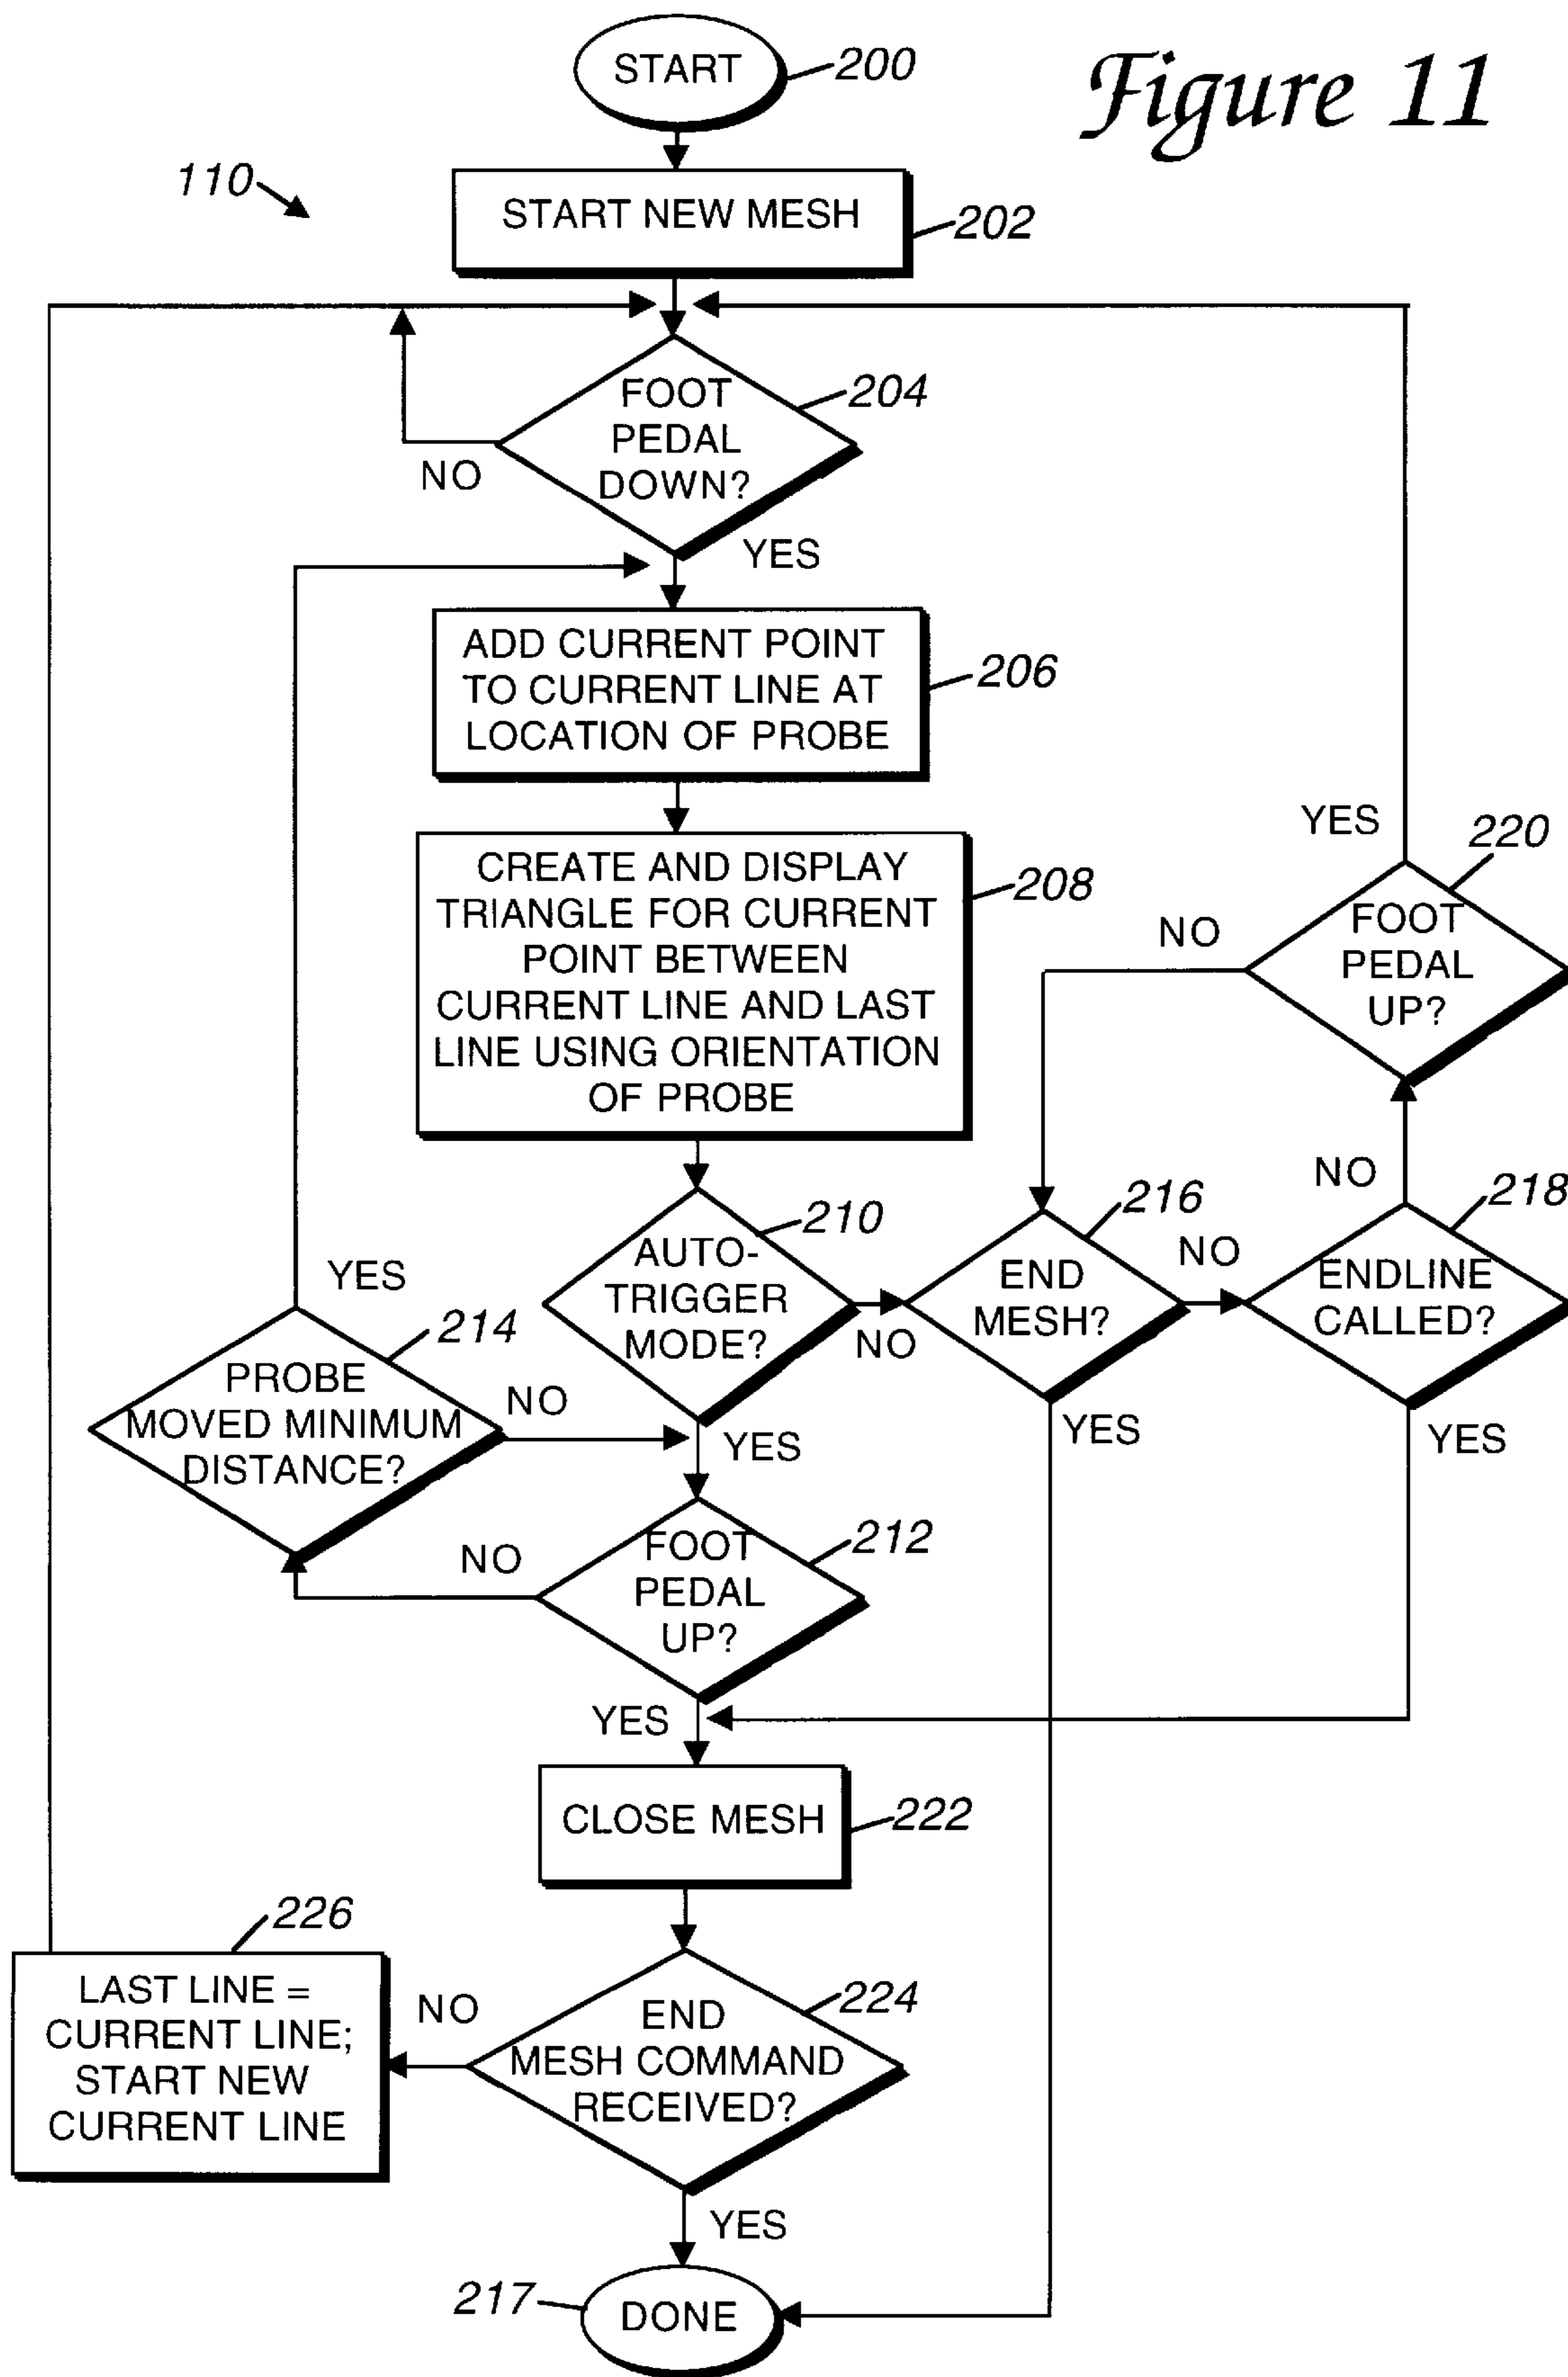 START
200
Figure 11
110
START NEW MESH
202
FOOT
PEDAL
DOWN?
204
NO
YES
ADD CURRENT POINT
TO CURRENT LINE AT
LOCATION OF PROBE
206
CREATE AND DISPLAY
TRIANGLE FOR CURRENT
POINT BETWEEN
CURRENT LINE AND LAST
LINE USING ORIENTATION
OF PROBE
208
YES
220
FOOT
PEDAL
UP?
NO
AUTO-
TRIGGER
MODE?
210
NO
YES
END
MESH?
216
NO
YES
ENDLINE
CALLED?
218
NO
YES
YES
214
PROBE
MOVED MINIMUM
DISTANCE?
NO
FOOT
PEDAL
UP?
212
NO
YES
CLOSE MESH
222
226
LAST LINE =
CURRENT LINE;
START NEW
CURRENT LINE
NO
END
MESH COMMAND
RECEIVED?
224
YES
217
DONE